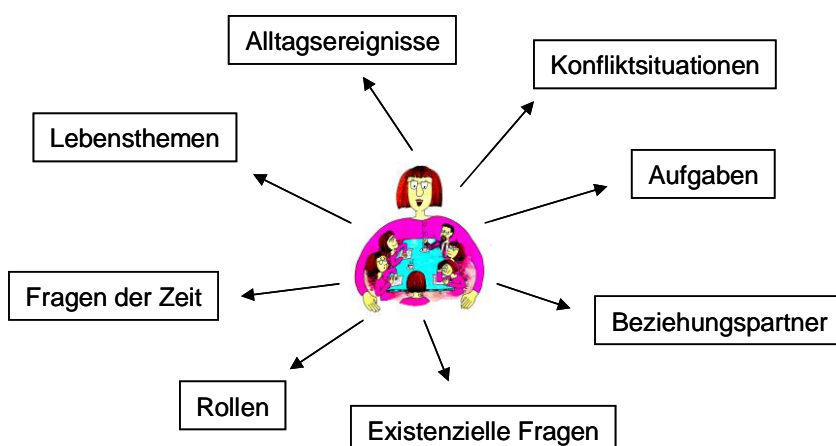 Alltagsereignisse
Konfliktsituationen
Lebensthemen
Aufgaben
Fragen der Zeit
Beziehungspartner
Rollen
Existenzielle Fragen